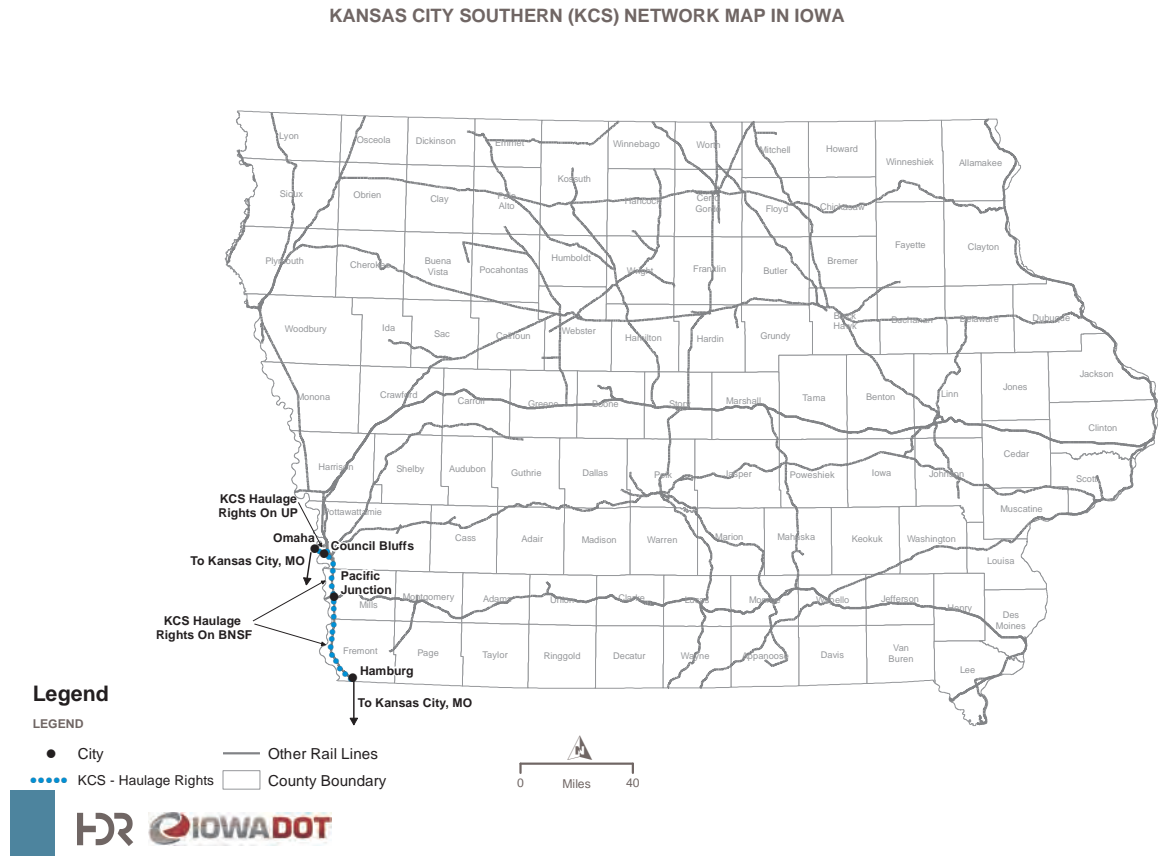 KANSAS CITY SOUTHERN (KCS) NETWORK MAP IN IOWA
Lyon
Osceola
Dickinson
Emmet
Winnebago
Worth
Mitchell
Howard
Winneshiek
Allamakee
Sioux
Obrien
Clay
Palo
Alto
Kossuth
Hancock
Cerro
Gordo
Floyd
Chickasaw
Fayette
Clayton
Plymouth
Cherokee
Buena
Vista
Pocahontas
Humboldt
Wright
Franklin
Butler
Bremer
Woodbury
Ida
Sac
Calhoun
Webster
Hamilton
Hardin
Grundy
Black
Hawk
Buchanan
Delaware
Dubuque
Monona
Crawford
Carroll
Greene
Boone
Story
Marshall
Tama
Benton
Linn
Jones
Jackson
Clinton
Harrison
Shelby
Audubon
Guthrie
Dallas
Polk
Jasper
Poweshiek
Iowa
Johnson
Cedar
Scott
Muscatine
KCS Haulage
Rights On UP
Pottawattamie
Cass
Adair
Madison
Warren
Marion
Mahaska
Keokuk
Washington
Louisa
Omaha
Council Bluffs
To Kansas City, MO
Pacific
Junction
Mills
Montgomery
Adams
Union
Clarke
Lucas
Monroe
Wapello
Jefferson
Henry
Des
Moines
KCS Haulage
Rights On BNSF
Fremont
Page
Taylor
Ringgold
Decatur
Wayne
Appanoose
Davis
Van
Buren
Lee
Hamburg
To Kansas City, MO
Legend
LEGEND
City
Other Rail Lines
KCS - Haulage Rights
County Boundary
N
0
Miles
40
HDR
IOWADOT